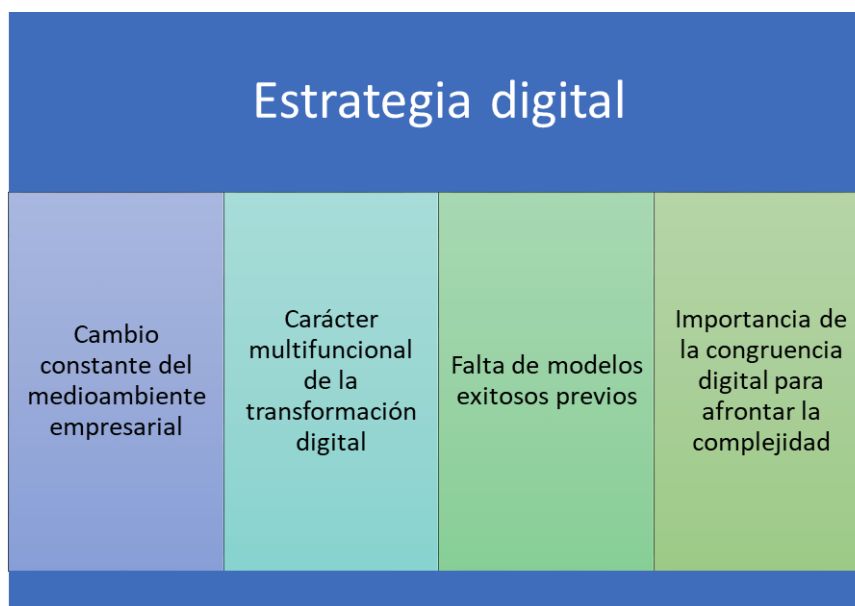 Estrategia digital
Cambio
constante del
medioambiente
empresarial
Carácter
multifuncional
de la
transformación
digital
Falta de modelos
exitosos previos
Importancia de
la congruencia
digital para
afrontar la
complejidad